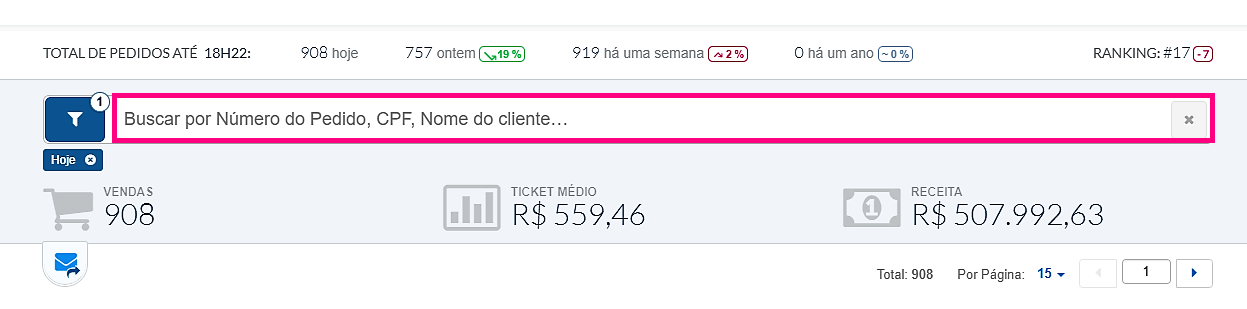 TOTAL DE PEDIDOS ATÉ 18H22: 908 hoje 757 ontem 19 % 919 há uma semana 2 % 0 há um ano ~ 0 % RANKING: #17 -7
1
Buscar por Número do Pedido, CPF, Nome do cliente...
Hoje
VENDAS TICKET MÉDIO RECEITA
908 R$ 559,46 R$ 507.992,63
Total: 908 Por Página: 15 1